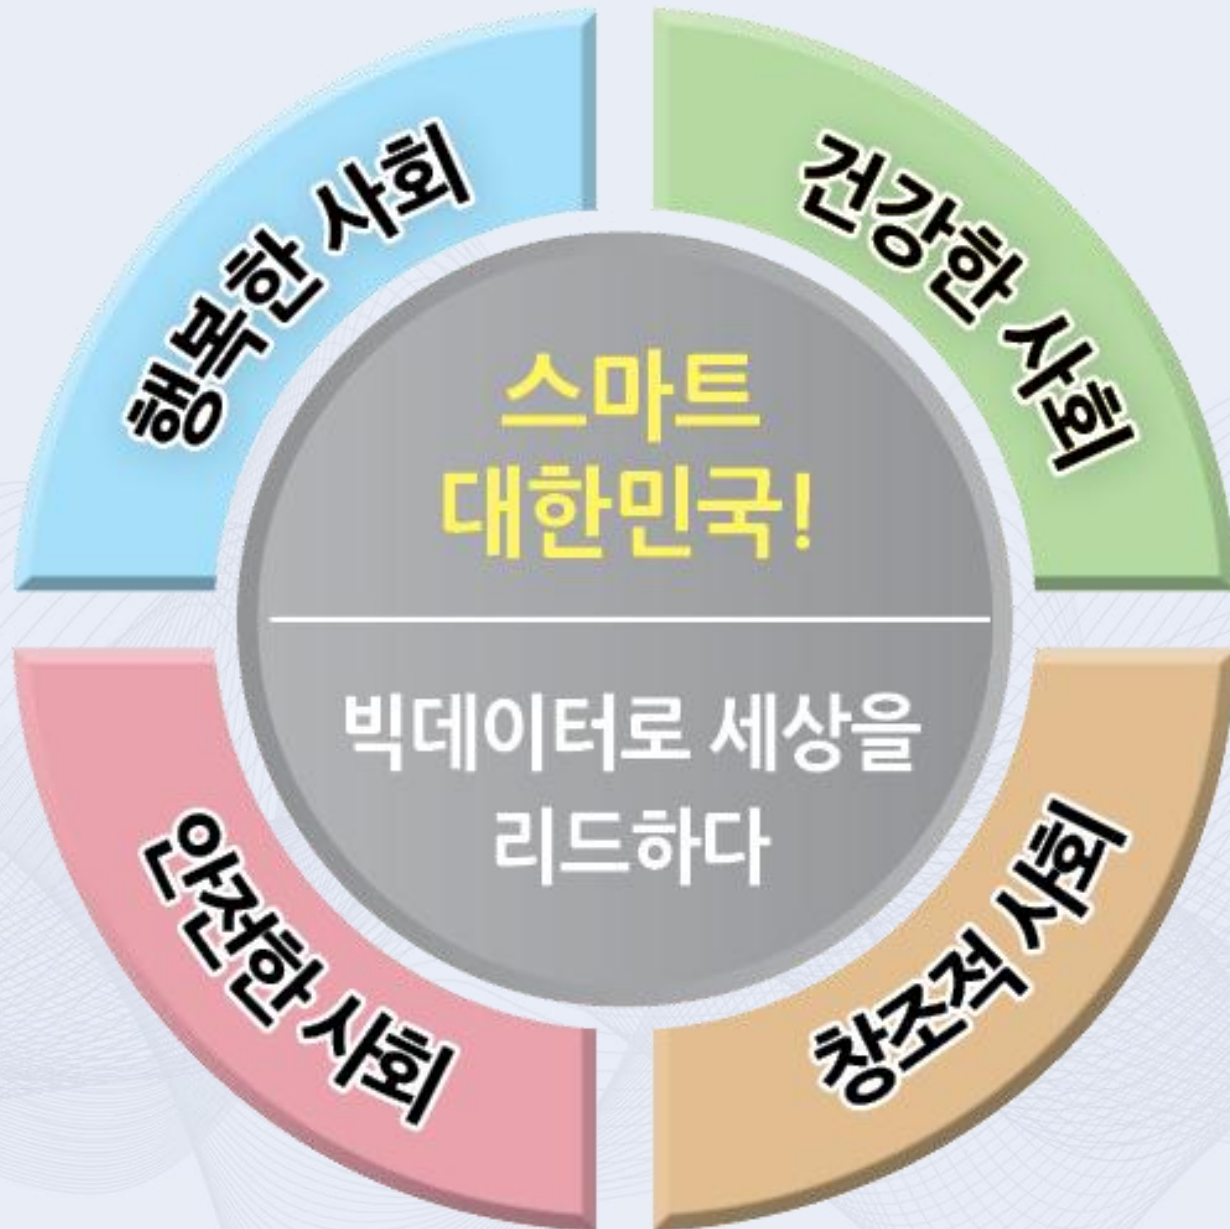 행복한 사회
건강한 사회
스마트
대한민국!
빅데이터로 세상을
리드하다
안전한 사회
창조적 사회